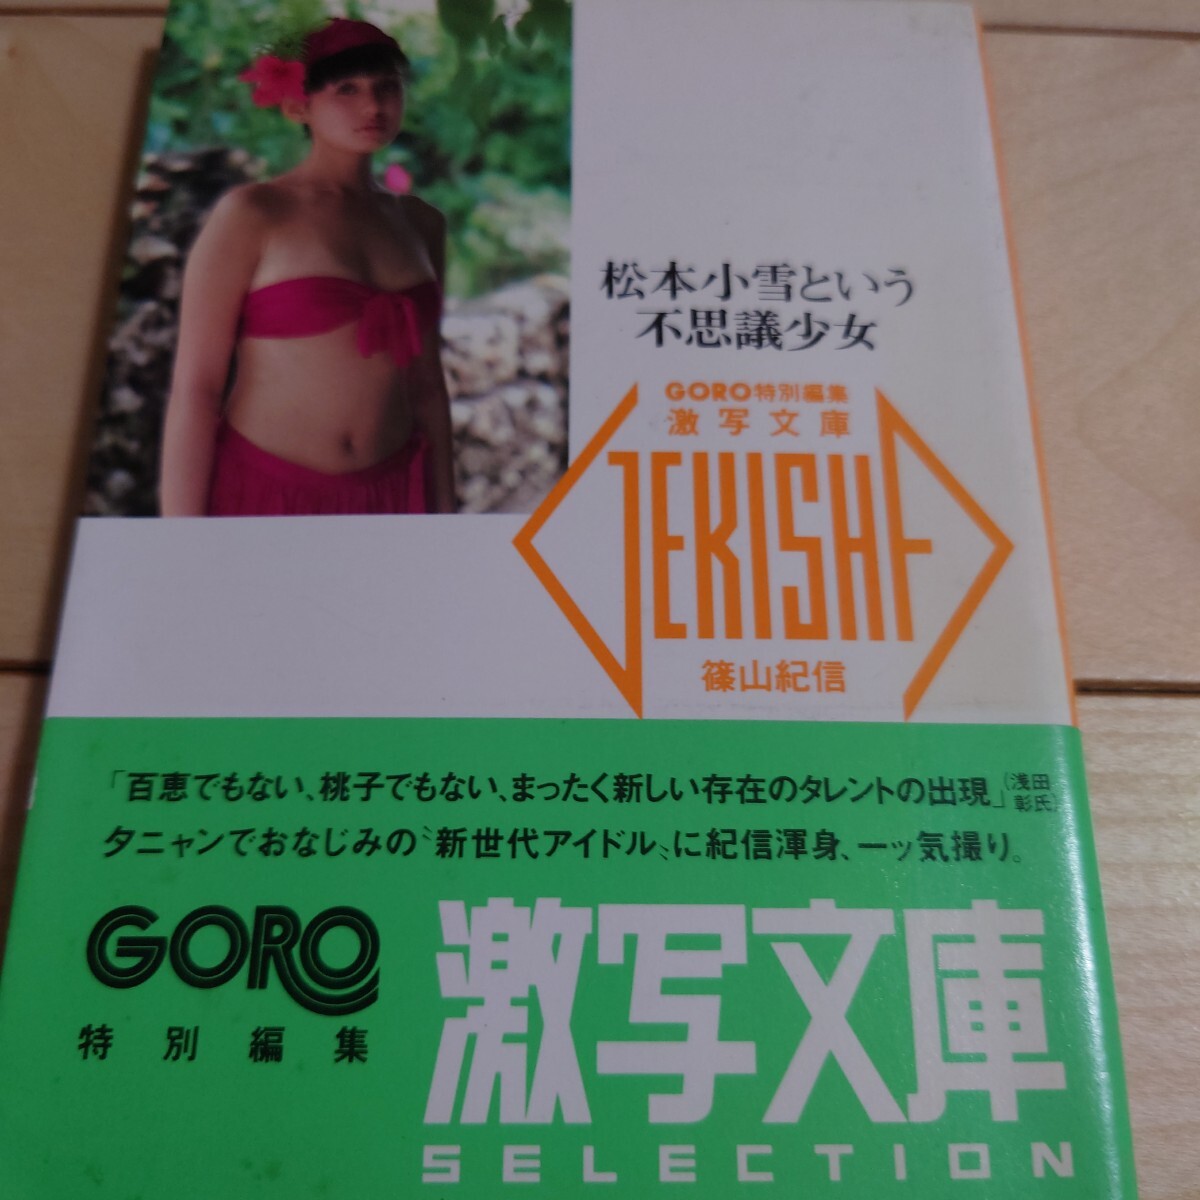 松本小雪という
不思議少女
GORO特別編集
激写文庫
GEKISHA
篠山紀信
「百恵でもない、桃子でもない、まったく新しい存在のタレントの出現」(浅田彰氏)
夕ニャンでおなじみの〝新世代アイドル〟に紀信渾身、一ッ気撮り。
GORO
特別編集
激写文庫
SELECTION